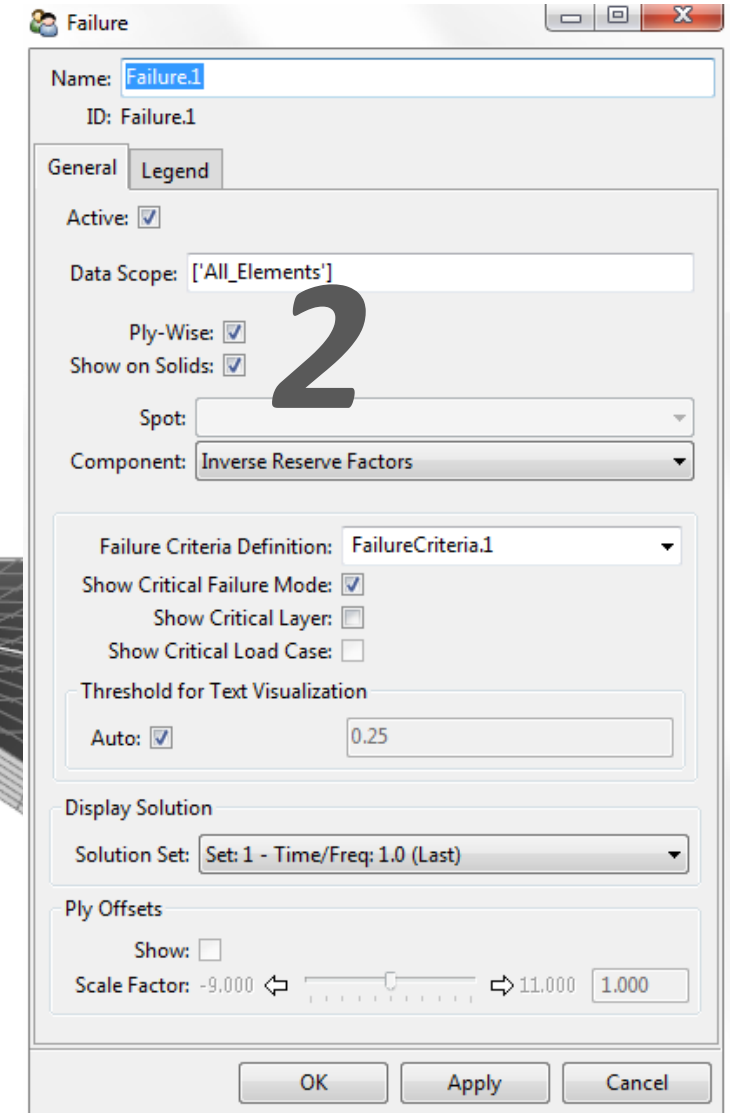 Failure
Name: Failure.1
ID: Failure.1
General Legend
Active:
Data Scope: ['All_Elements']
2
Ply-Wise:
Show on Solids:
Spot:
Component: Inverse Reserve Factors
Failure Criteria Definition: FailureCriteria.1
Show Critical Failure Mode:
Show Critical Layer:
Show Critical Load Case:
Threshold for Text Visualization
Auto: 0.25
Display Solution
Solution Set: Set: 1 - Time/Freq: 1.0 (Last)
Ply Offsets
Show:
Scale Factor: -9.000 11.000 1.000
OK Apply Cancel